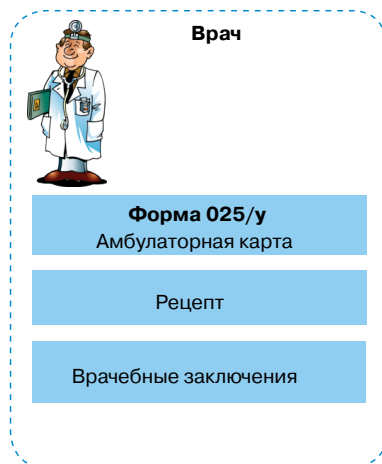 Врач
Форма 025/у
Амбулаторная карта
Рецепт
Врачебные заключения